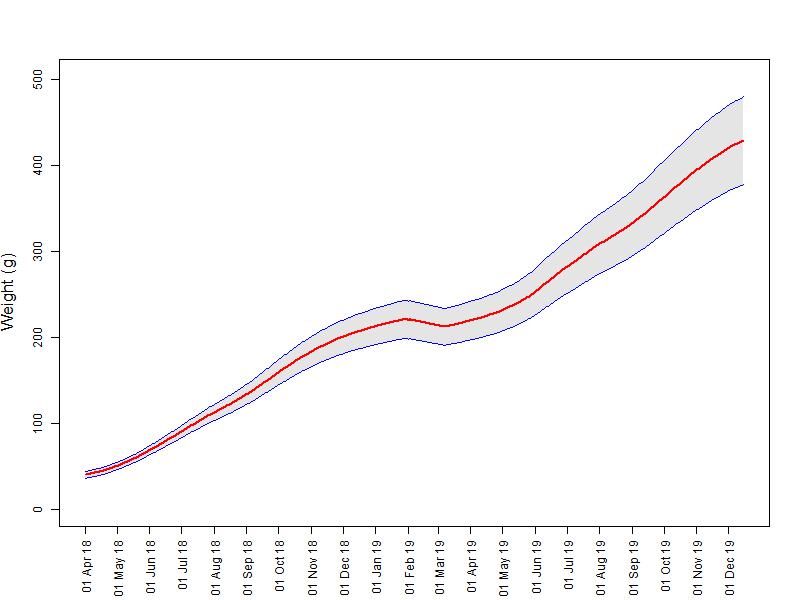 Weight (g)
500
400
300
200
100
0
01 Apr 18
01 May 18
01 Jun 18
01 Jul 18
01 Aug 18
01 Sep 18
01 Oct 18
01 Nov 18
01 Dec 18
01 Jan 19
01 Feb 19
01 Mar 19
01 Apr 19
01 May 19
01 Jun 19
01 Jul 19
01 Aug 19
01 Sep 19
01 Oct 19
01 Nov 19
01 Dec 19